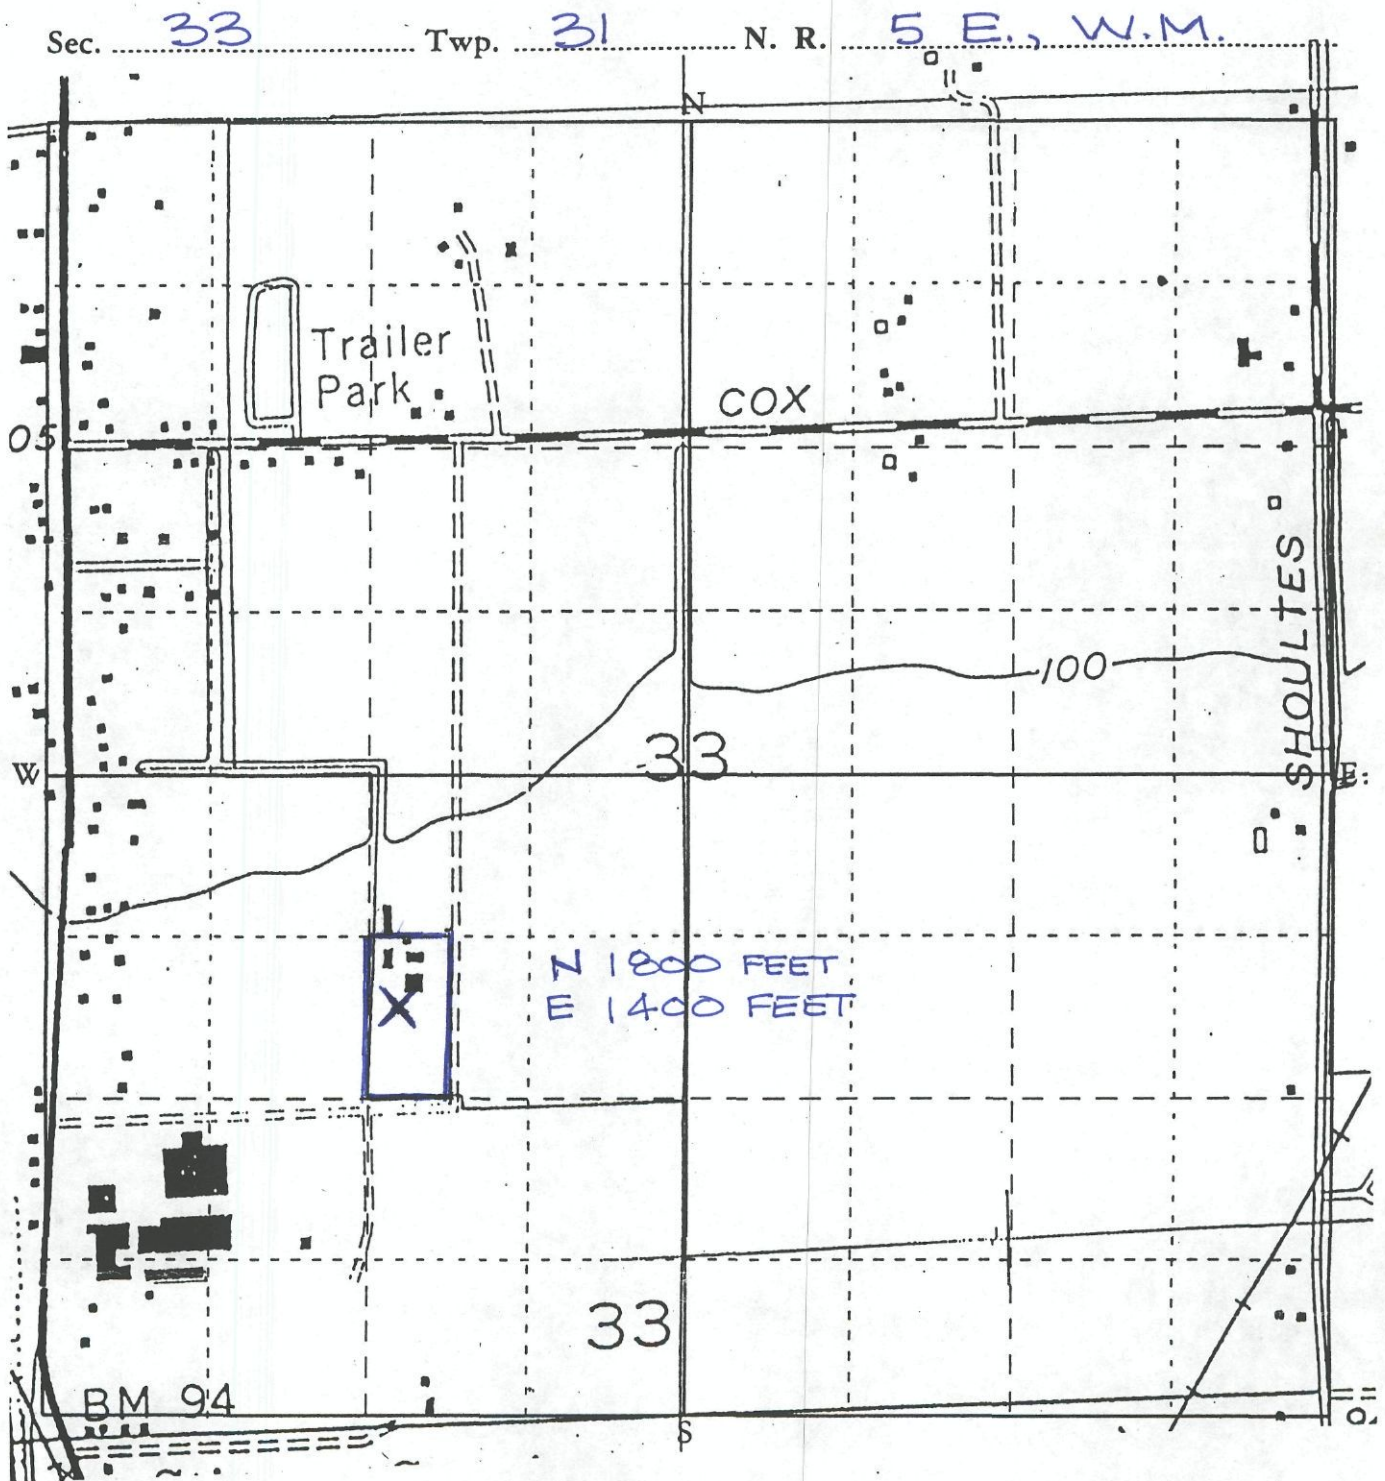 Sec. 33 Twp. 31 N. R. 5 E., W.M.
N
Trailer
Park
COX
05
SHOULTES
100
33
W
E
N 1800 FEET
E 1400 FEET
33
BM 94
S